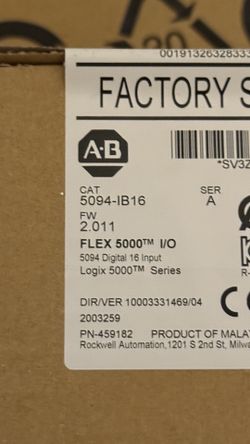 00191326328333
FACTORY S
*SV3Z
A-B
CAT SER
5094-IB16 A
FW
2.011
FLEX 5000™ I/O
5094 Digital 16 Input
Logix 5000™ Series
R-
CE
DIR/VER 10003331469/04
2003259
PN-459182 PRODUCT OF MALA
Rockwell Automation,1201 S 2nd St, Milwa